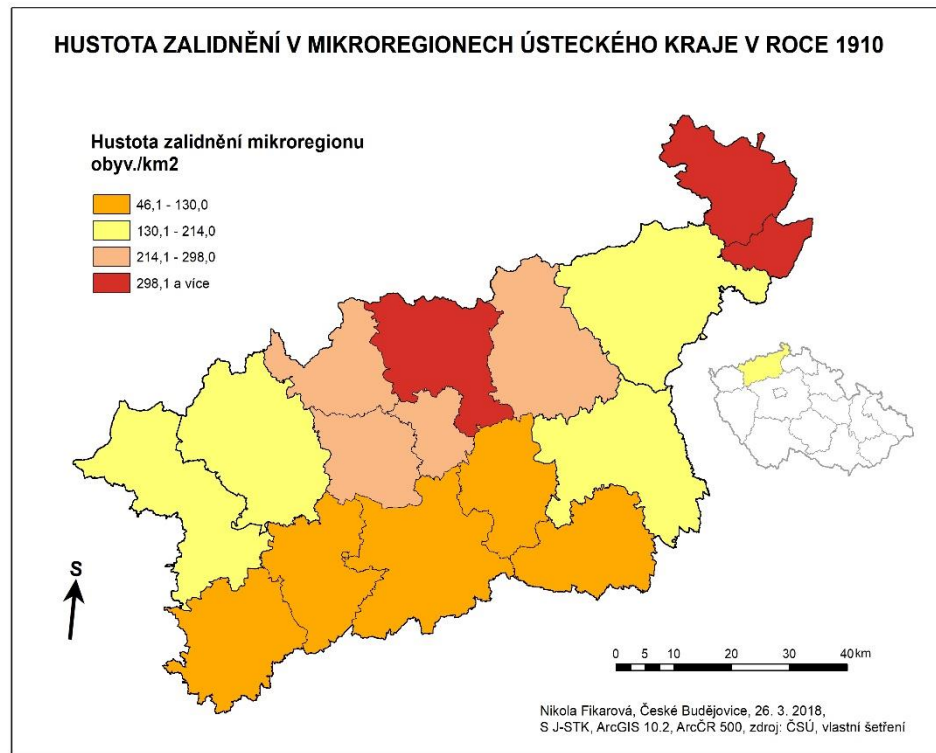 HUSTOTA ZALIDNĚNÍ V MIKROREGIONECH ÚSTECKÉHO KRAJE V ROCE 1910
Hustota zalidnění mikroregionu
obyv./km2
46,1 - 130,0
130,1 - 214,0
214,1 - 298,0
298,1 a více
S
0 5 10 20 30 40 km
Nikola Fikarová, České Budějovice, 26. 3. 2018,
S J-STK, ArcGIS 10.2, ArcČR 500, zdroj: ČSÚ, vlastní šetření